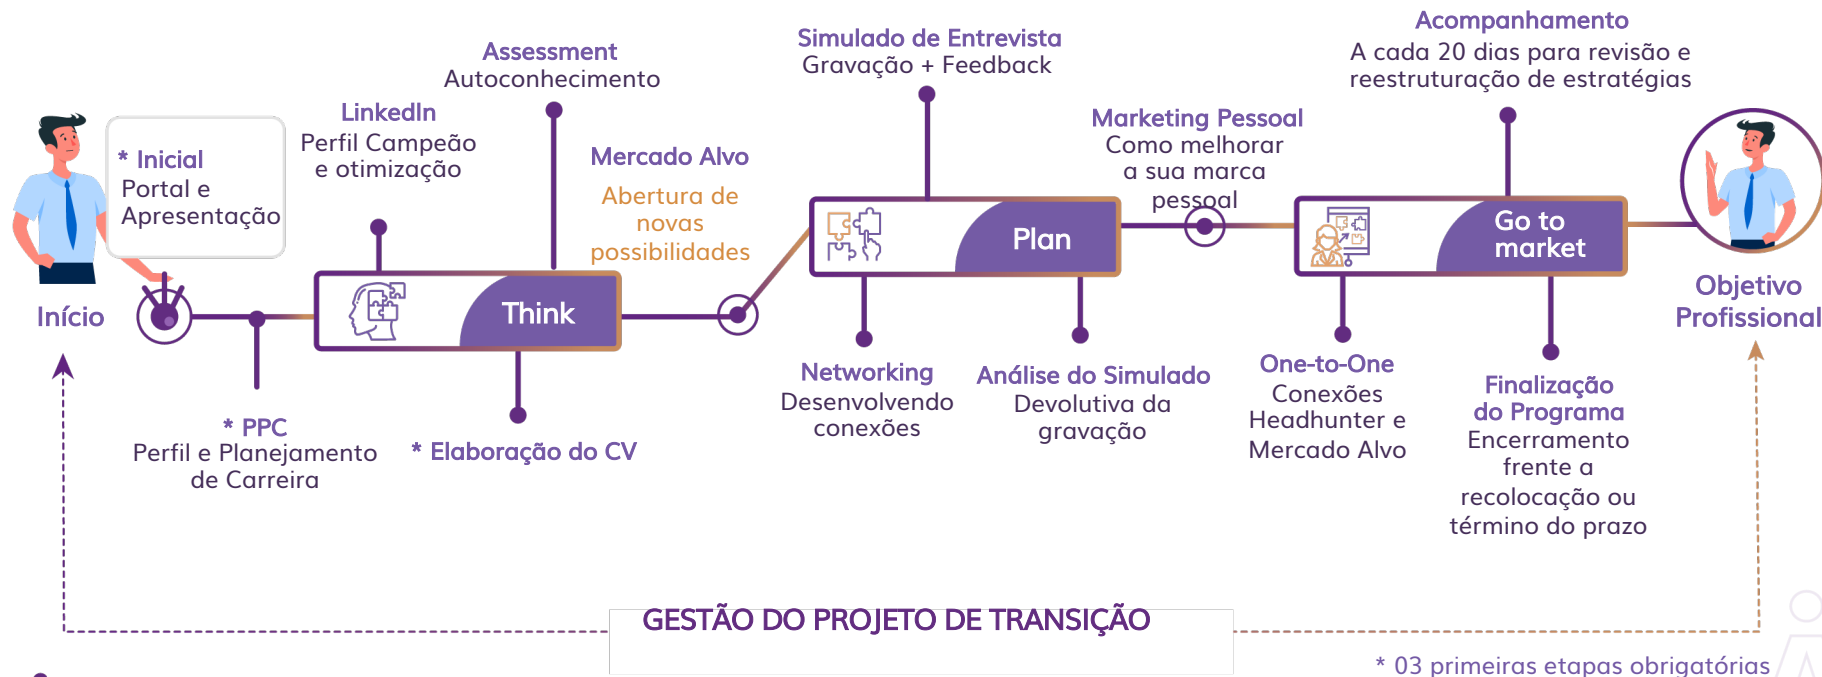 Início
* Inicial
Portal e
Apresentação
* PPC
Perfil e Planejamento
de Carreira
LinkedIn
Perfil Campeão
e otimização
Assessment
Autoconhecimento
Think
* Elaboração do CV
Mercado Alvo
Abertura de
novas
possibilidades
Simulado de Entrevista
Gravação + Feedback
Plan
Networking
Desenvolvendo
conexões
Análise do Simulado
Devolutiva da
gravação
Marketing Pessoal
Como melhorar
a sua marca
pessoal
Acompanhamento
A cada 20 dias para revisão e
reestruturação de estratégias
Go to
market
One-to-One
Conexões
Headhunter e
Mercado Alvo
Finalização
do Programa
Encerramento
frente a
recolocação ou
término do prazo
Objetivo
Profissional
GESTÃO DO PROJETO DE TRANSIÇÃO
* 03 primeiras etapas obrigatórias